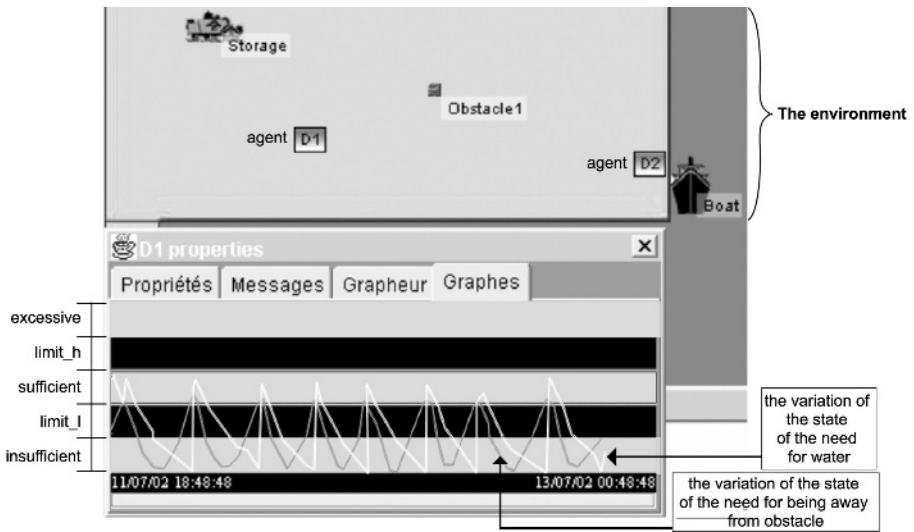 Storage
Obstacle1
The environment
agent D1
agent D2
Boat
D1 properties
Propriétés Messages Grapheur Graphes
excessive
limit_h
sufficient
limit_l
insufficient
11/07/02 18:48:48 13/07/02 00:48:48
the variation of
the state
of the need
for water
the variation of the state
of the need for being away
from obstacle